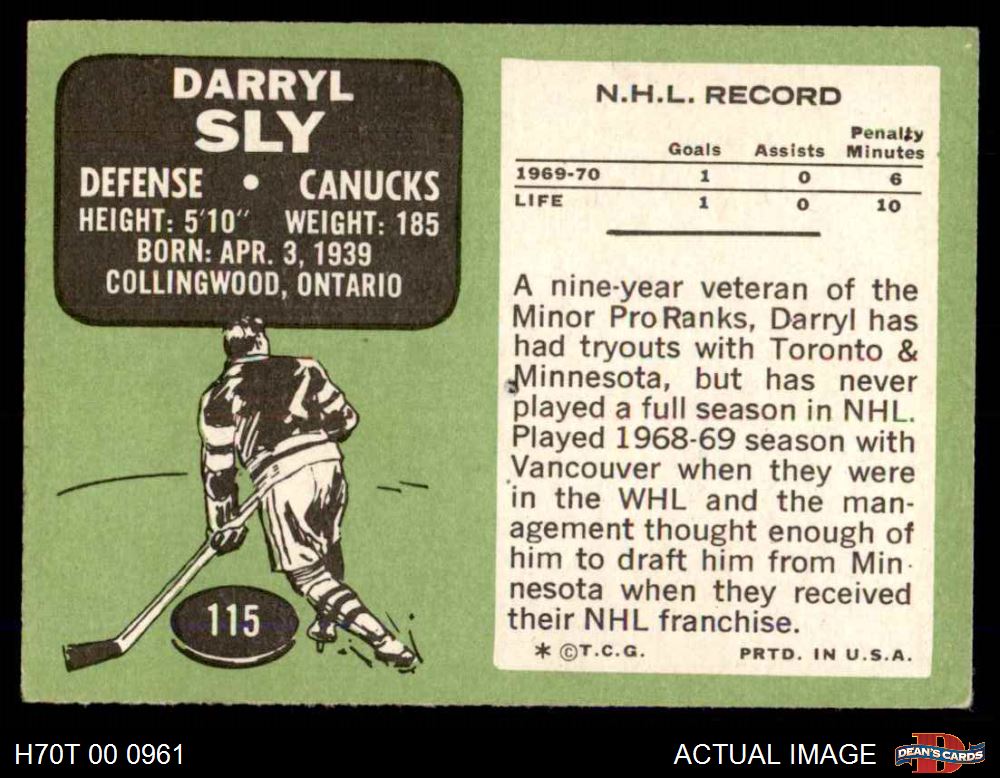 DARRYL
SLY
DEFENSE • CANUCKS
HEIGHT: 5'10" WEIGHT: 185
BORN: APR. 3, 1939
COLLINGWOOD, ONTARIO
115
N.H.L. RECORD
Goals Assists Penalty Minutes
1969-70 1 0 6
LIFE 1 0 10
A nine-year veteran of the
Minor Pro Ranks, Darryl has
had tryouts with Toronto &
Minnesota, but has never
played a full season in NHL.
Played 1968-69 season with
Vancouver when they were
in the WHL and the man-
agement thought enough of
him to draft him from Min-
nesota when they received
their NHL franchise.
* ©T.C.G. PRTD. IN U.S.A.
H70T 00 0961 ACTUAL IMAGE
D
DEAN'S CARDS